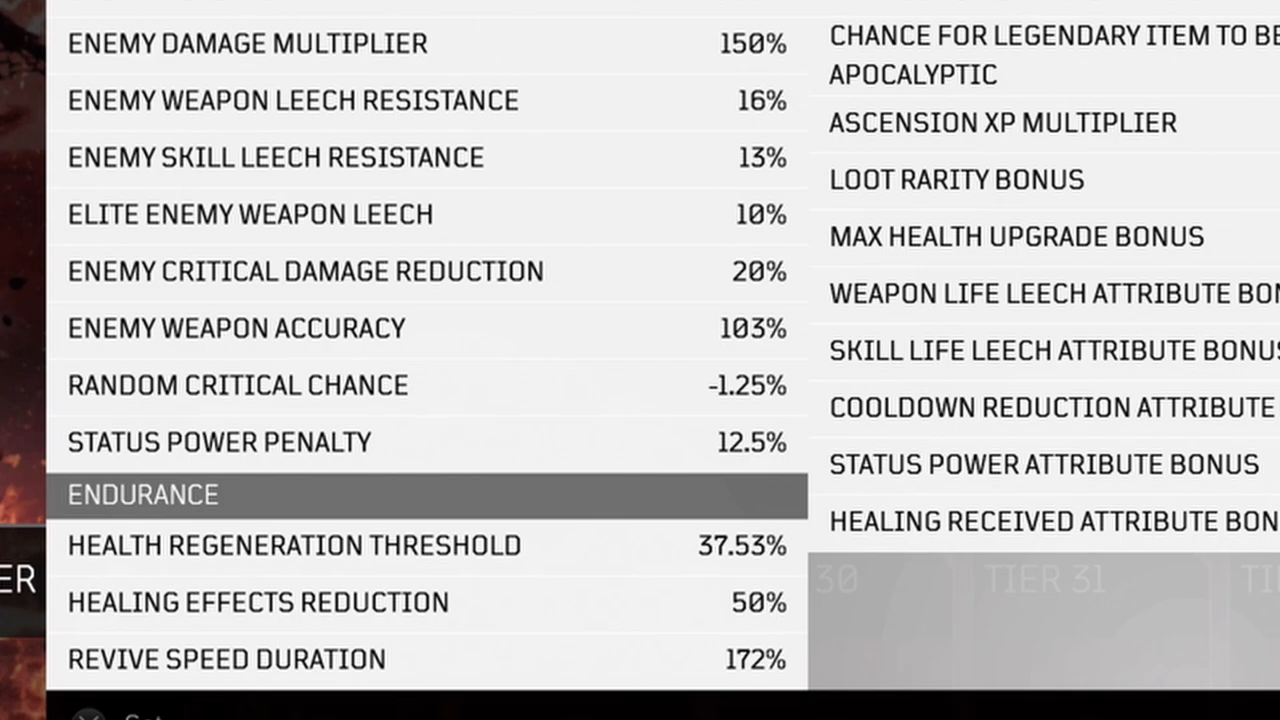 ENEMY DAMAGE MULTIPLIER 150%
ENEMY WEAPON LEECH RESISTANCE 16%
ENEMY SKILL LEECH RESISTANCE 13%
ELITE ENEMY WEAPON LEECH 10%
ENEMY CRITICAL DAMAGE REDUCTION 20%
ENEMY WEAPON ACCURACY 103%
RANDOM CRITICAL CHANCE -1.25%
STATUS POWER PENALTY 12.5%
ENDURANCE
HEALTH REGENERATION THRESHOLD 37.53%
HEALING EFFECTS REDUCTION 50%
REVIVE SPEED DURATION 172%
CHANCE FOR LEGENDARY ITEM TO BE
APOCALYPTIC
ASCENSION XP MULTIPLIER
LOOT RARITY BONUS
MAX HEALTH UPGRADE BONUS
WEAPON LIFE LEECH ATTRIBUTE BON
SKILL LIFE LEECH ATTRIBUTE BONUS
COOLDOWN REDUCTION ATTRIBUTE
STATUS POWER ATTRIBUTE BONUS
HEALING RECEIVED ATTRIBUTE BON
ER
30 TIER 31 TI